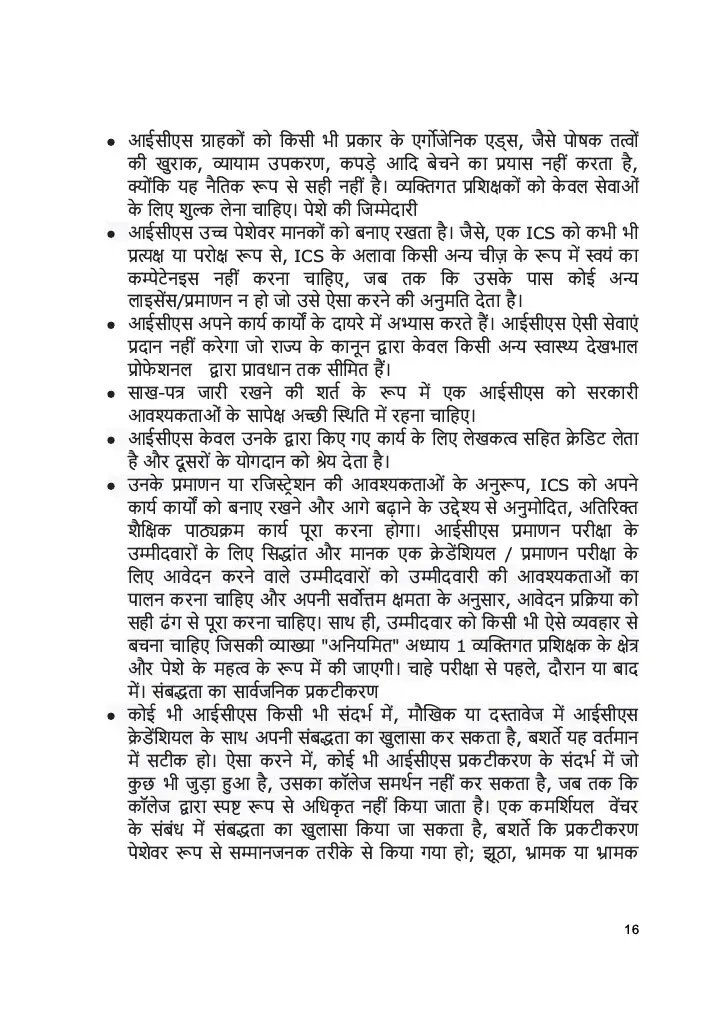 • आईसीएस ग्राहकों को किसी भी प्रकार के एर्गोजेनिक एड्स, जैसे पोषक तत्वों
की खुराक, व्यायाम उपकरण, कपड़े आदि बेचने का प्रयास नहीं करता है,
क्योंकि यह नैतिक रूप से सही नहीं है। व्यक्तिगत प्रशिक्षकों को केवल सेवाओं
के लिए शुल्क लेना चाहिए। पेशे की जिम्मेदारी
• आईसीएस उच्च पेशेवर मानकों को बनाए रखता है। जैसे, एक ICS को कभी भी
प्रत्यक्ष या परोक्ष रूप से, ICS के अलावा किसी अन्य चीज़ के रूप में स्वयं का
कम्पेटेनइस नहीं करना चाहिए, जब तक कि उसके पास कोई अन्य
लाइसेंस/प्रमाणन न हो जो उसे ऐसा करने की अनुमति देता है।
• आईसीएस अपने कार्य कार्यों के दायरे में अभ्यास करते हैं। आईसीएस ऐसी सेवाएं
प्रदान नहीं करेगा जो राज्य के कानून द्वारा केवल किसी अन्य स्वास्थ्य देखभाल
प्रोफेशनल द्वारा प्रावधान तक सीमित हैं।
• साख-पत्र जारी रखने की शर्त के रूप में एक आईसीएस को सरकारी
आवश्यकताओं के सापेक्ष अच्छी स्थिति में रहना चाहिए।
• आईसीएस केवल उनके द्वारा किए गए कार्य के लिए लेखकत्व सहित क्रेडिट लेता
है और दूसरों के योगदान को श्रेय देता है।
• उनके प्रमाणन या रजिस्ट्रेशन की आवश्यकताओं के अनुरूप, ICS को अपने
कार्य कार्यों को बनाए रखने और आगे बढ़ाने के उद्देश्य से अनुमोदित, अतिरिक्त
शैक्षिक पाठ्यक्रम कार्य पूरा करना होगा। आईसीएस प्रमाणन परीक्षा के
उम्मीदवारों के लिए सिद्धांत और मानक एक क्रेडेंशियल / प्रमाणन परीक्षा के
लिए आवेदन करने वाले उम्मीदवारों को उम्मीदवारी की आवश्यकताओं का
पालन करना चाहिए और अपनी सर्वोत्तम क्षमता के अनुसार, आवेदन प्रक्रिया को
सही ढंग से पूरा करना चाहिए। साथ ही, उम्मीदवार को किसी भी ऐसे व्यवहार से
बचना चाहिए जिसकी व्याख्या "अनियमित" अध्याय 1 व्यक्तिगत प्रशिक्षक के क्षेत्र
और पेशे के महत्व के रूप में की जाएगी। चाहे परीक्षा से पहले, दौरान या बाद
में। संबद्धता का सार्वजनिक प्रकटीकरण
• कोई भी आईसीएस किसी भी संदर्भ में, मौखिक या दस्तावेज में आईसीएस
क्रेडेंशियल के साथ अपनी संबद्धता का खुलासा कर सकता है, बशर्ते यह वर्तमान
में सटीक हो। ऐसा करने में, कोई भी आईसीएस प्रकटीकरण के संदर्भ में जो
कुछ भी जुड़ा हुआ है, उसका कॉलेज समर्थन नहीं कर सकता है, जब तक कि
कॉलेज द्वारा स्पष्ट रूप से अधिकृत नहीं किया जाता है। एक कमर्शियल वेंचर
के संबंध में संबद्धता का खुलासा किया जा सकता है, बशर्ते कि प्रकटीकरण
पेशेवर रूप से सम्मानजनक तरीके से किया गया हो; झूठा, भ्रामक या भ्रामक
16